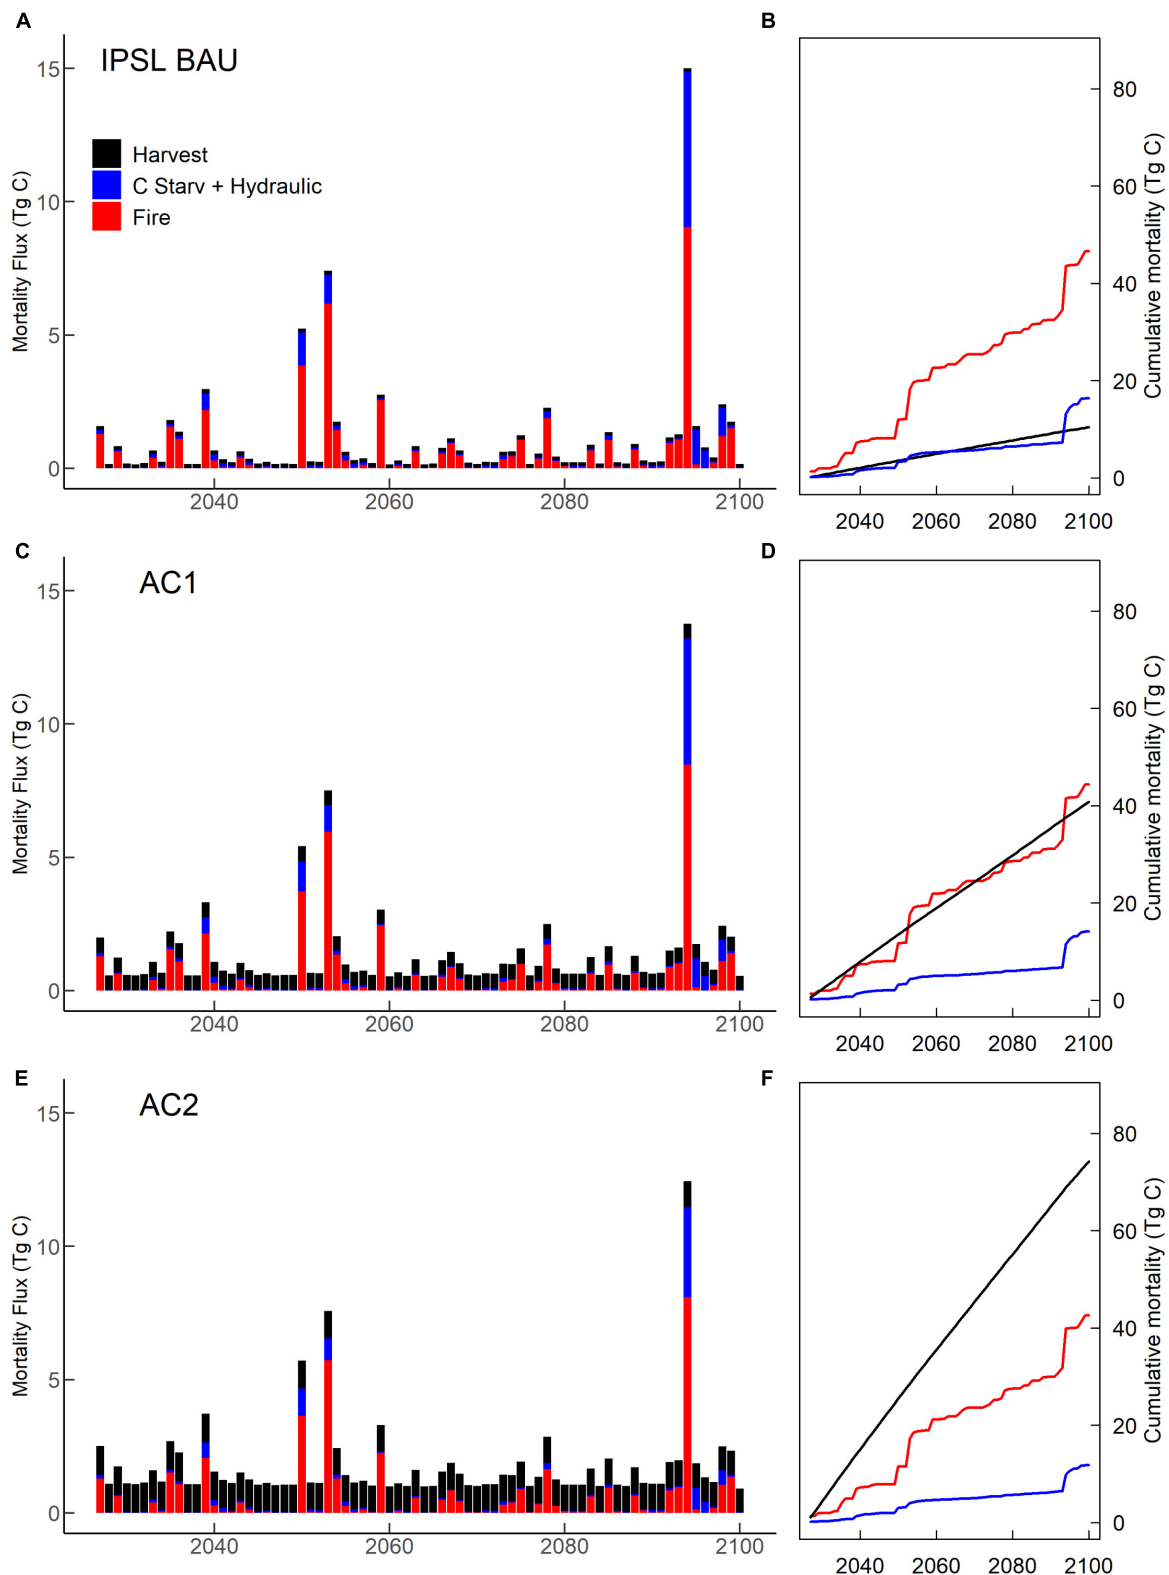 A
IPSL BAU
Harvest
C Starv + Hydraulic
Fire
Mortality Flux (Tg C)
15
10
5
0
2040 2060 2080 2100
B
80
60
40
20
0
Cumulative mortality (Tg C)
2040 2060 2080 2100
C
AC1
Mortality Flux (Tg C)
15
10
5
0
2040 2060 2080 2100
D
80
60
40
20
0
Cumulative mortality (Tg C)
2040 2060 2080 2100
E
AC2
Mortality Flux (Tg C)
15
10
5
0
2040 2060 2080 2100
F
80
60
40
20
0
Cumulative mortality (Tg C)
2040 2060 2080 2100